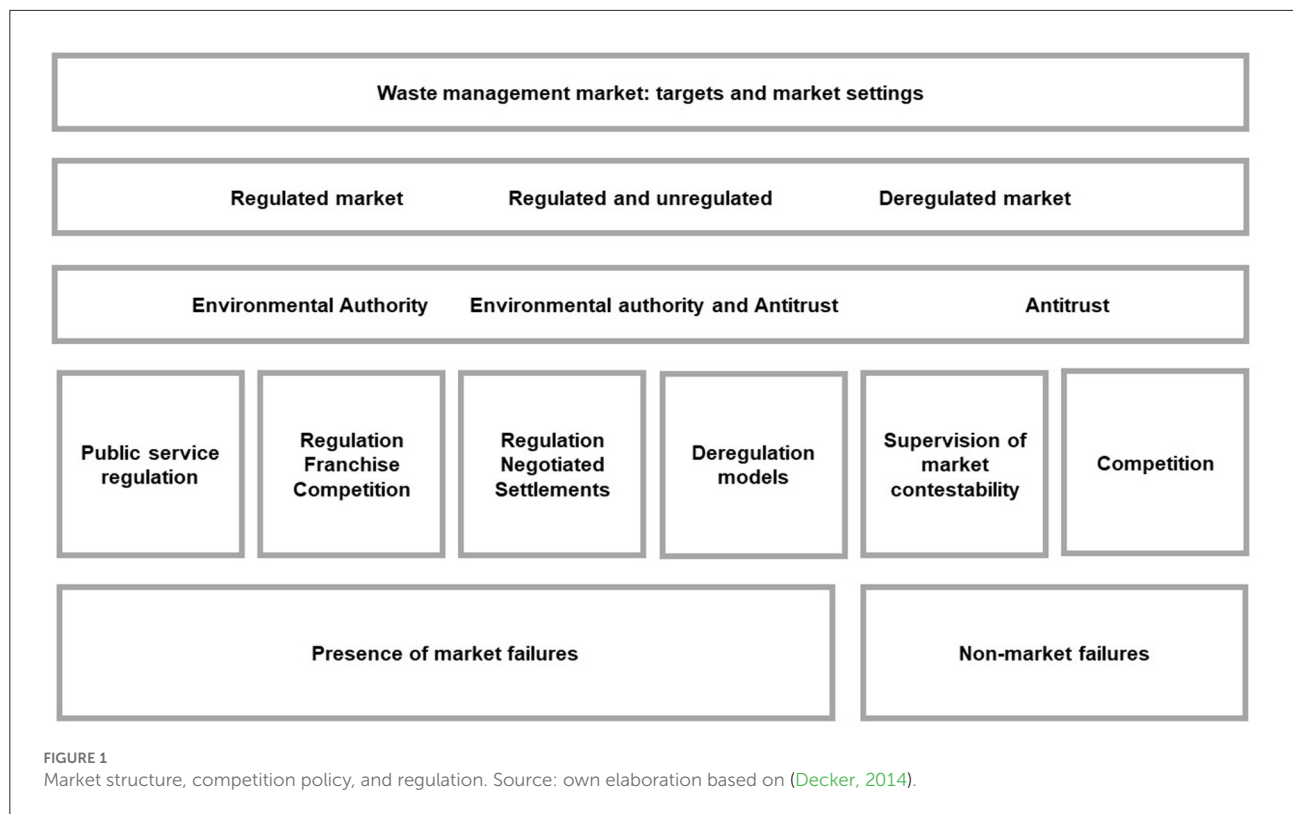 Waste management market: targets and market settings
Regulated market Regulated and unregulated Deregulated market
Environmental Authority Environmental authority and Antitrust Antitrust
Public service
regulation
Regulation
Franchise
Competition
Regulation
Negotiated
Settlements
Deregulation
models
Supervision of
market
contestability
Competition
Presence of market failures
Non-market failures
FIGURE 1
Market structure, competition policy, and regulation. Source: own elaboration based on (Decker, 2014).